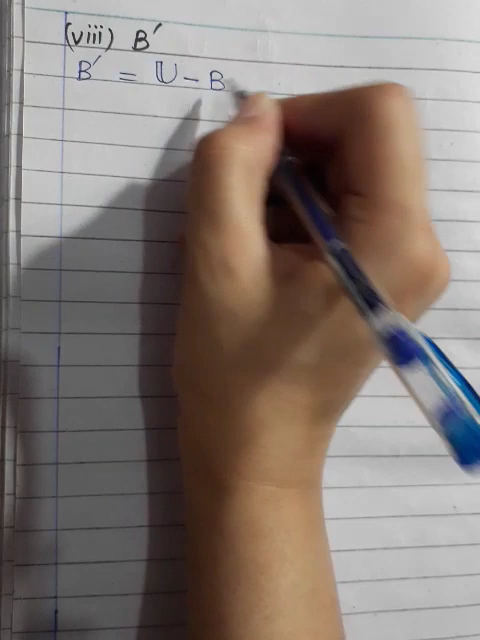 (viii) B′
B′ = 𝕌 – B